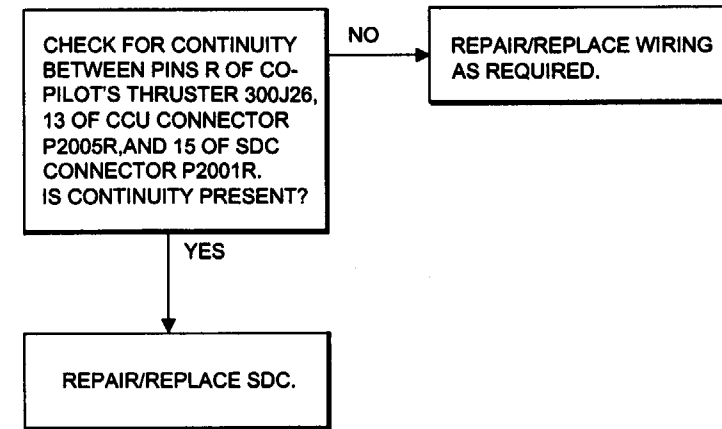 CHECK FOR CONTINUITY
BETWEEN PINS R OF CO-
PILOT'S THRUSTER 300J26,
13 OF CCU CONNECTOR
P2005R,AND 15 OF SDC
CONNECTOR P2001R.
IS CONTINUITY PRESENT?
NO
REPAIR/REPLACE WIRING
AS REQUIRED.
YES
REPAIR/REPLACE SDC.